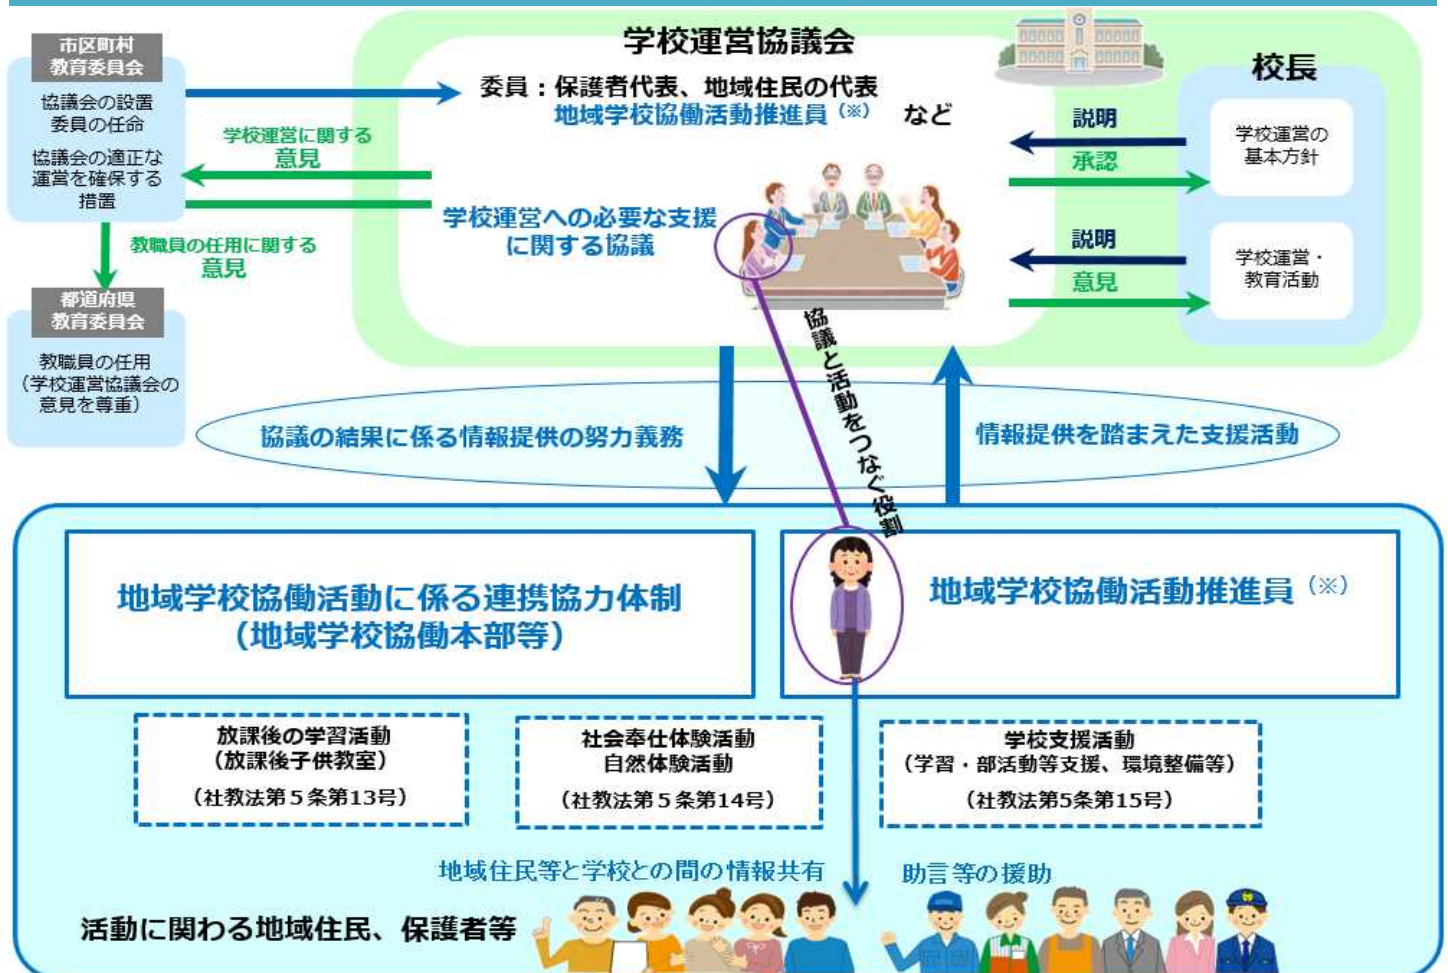 学校運営協議会
委員：保護者代表、地域住民の代表
地域学校協働活動推進員（※） など
市区町村
教育委員会
協議会の設置
委員の任命
協議会の適正な
運営を確保する
措置
学校運営に関する
意見
教職員の任用に関する
意見
都道府県
教育委員会
教職員の任用
（学校運営協議会の
意見を尊重）
学校運営への必要な支援
に関する協議
校長
説明
承認
学校運営の
基本方針
説明
意見
学校運営・
教育活動
協議と活動をつなぐ役割
協議の結果に係る情報提供の努力義務
情報提供を踏まえた支援活動
地域学校協働活動に係る連携協力体制
（地域学校協働本部等）
地域学校協働活動推進員（※）
放課後の学習活動
（放課後子供教室）
（社教法第５条第13号）
社会奉仕体験活動
自然体験活動
（社教法第５条第14号）
学校支援活動
（学習・部活動等支援、環境整備等）
（社教法第5条第15号）
地域住民等と学校との間の情報共有
助言等の援助
活動に関わる地域住民、保護者等